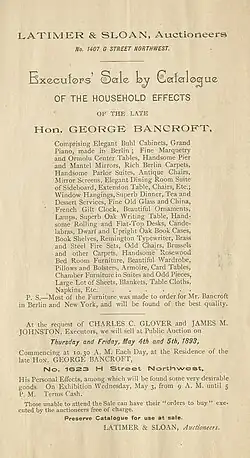 LATIMER & SLOAN, Auctioneers
No. 1407 G STREET NORTHWEST.
Executors' Sale by Catalogue
OF THE HOUSEHOLD EFFECTS
OF THE LATE
Hon. GEORGE BANCROFT,
Comprising Elegant Buhl Cabinets, Grand
Piano, made in Berlin; Fine Marquetry
and Ormolu Center Tables, Handsome Pier
and Mantel Mirrors, Rich Berlin Carpets,
Handsome Parlor Suites, Antique Chairs,
Mirror Screens, Elegant Dining Room Suite
of Sideboard, Extension Table, Chairs, Etc.;
Window Hangings, Superb Dinner, Tea and
Dessert Services, Fine Old Glass and China,
French Gilt Clock, Beautiful Ornaments,
Lamps, Superb Oak Writing Table, Hand-
some Rolling and Flat-Top Desks, Cande-
labras, Dwarf and Upright Oak Book Cases,
Book Shelves, Remington Typewriter, Brass
and Steel Fire Sets, Odd Chairs, Brussels
and other Carpets, Handsome Rosewood
Bed Room Furniture, Beautiful Wardrobe,
Pillows and Bolsters, Armoire, Card Tables,
Chamber Furniture in Suites and Odd Pieces,
Large Lot of Sheets, Blankets, Table Cloths,
Napkins, Etc.
P. S.—Most of the Furniture was made to order for Mr. Bancroft
in Berlin and New York, and will be found of the best quality.
At the request of CHARLES C. GLOVER and JAMES M.
JOHNSTON, Executors, we will sell at Public Auction on
Thursday and Friday, May 4th and 5th, 1893,
Commencing at 10.30 A. M. Each Day, at the Residence of the
late Hon. GEORGE BANCROFT,
No. 1623 H Street Northwest,
His Personal Effects, among which will be found some very desirable
goods. On Exhibition Wednesday, May 3, from 9 A. M. until 5
P. M. Terms Cash.
Those unable to attend the Sale can have their "orders to buy" exe-
cuted by the auctioneers free of charge.
Preserve Catalogue for use at sale.
LATIMER & SLOAN, Auctioneers.